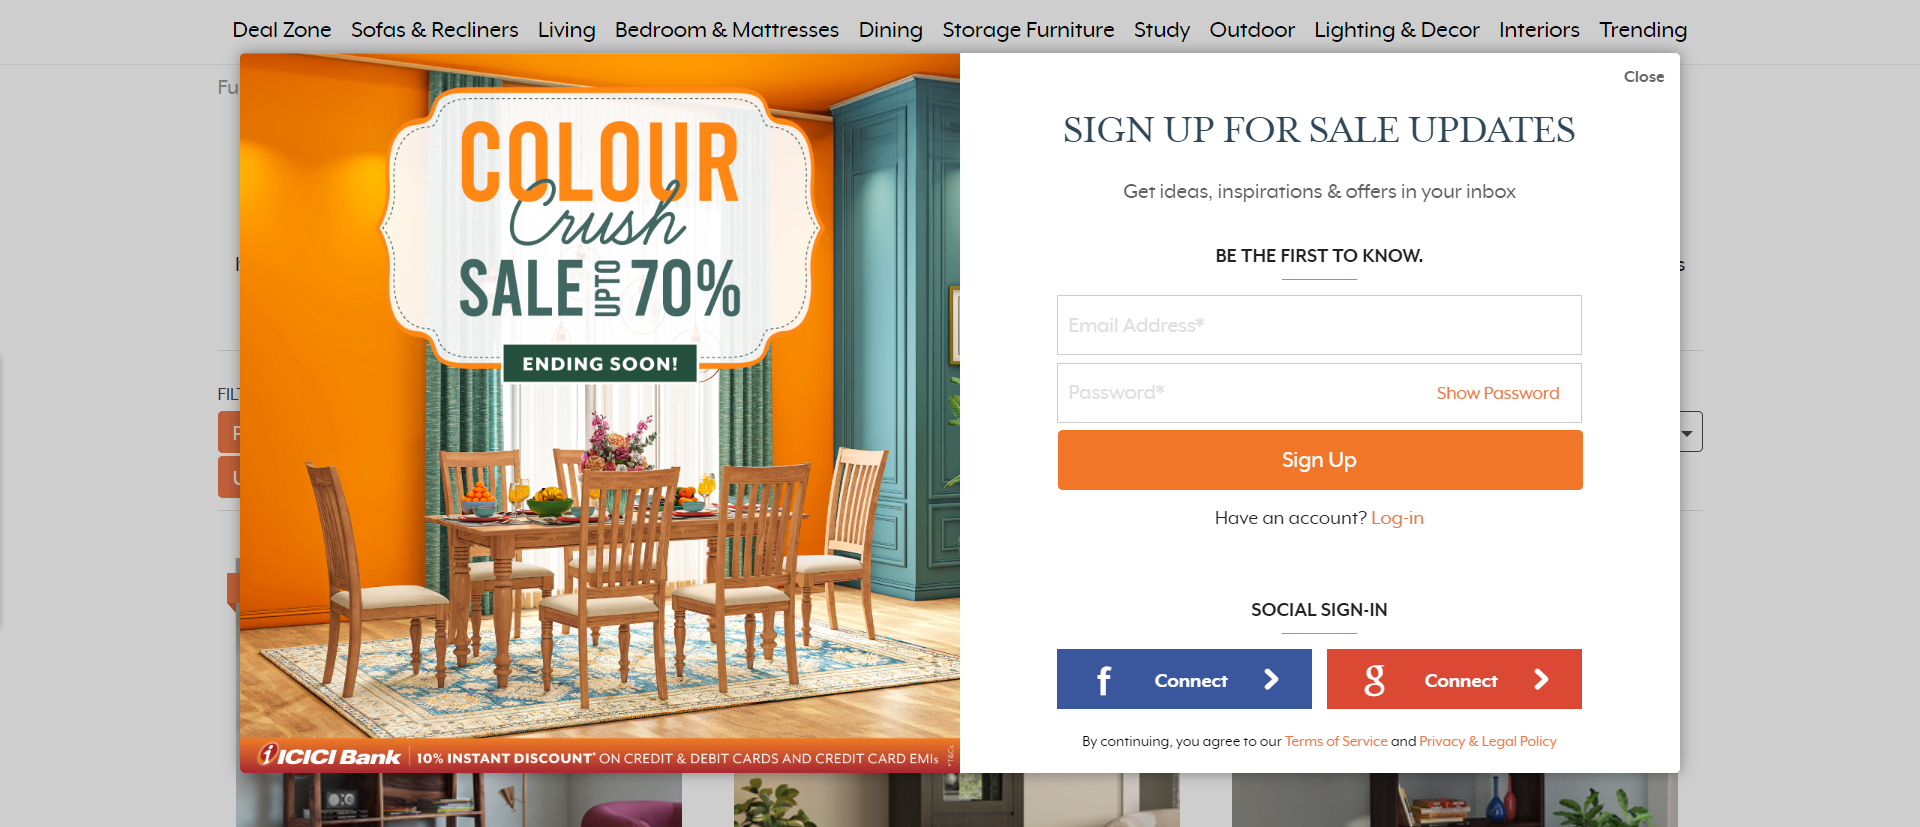 Deal Zone Sofas & Recliners Living Bedroom & Mattresses Dining Storage Furniture Study Outdoor Lighting & Decor Interiors Trending
Close
COLOUR
Crush
SALE UPTO 70%
ENDING SOON!
ICICI Bank 10% INSTANT DISCOUNT* ON CREDIT & DEBIT CARDS AND CREDIT CARD EMIs *T&Cs
SIGN UP FOR SALE UPDATES
Get ideas, inspirations & offers in your inbox
BE THE FIRST TO KNOW.
Email Address*
Password* Show Password
Sign Up
Have an account? Log-in
SOCIAL SIGN-IN
f Connect g Connect
By continuing, you agree to our Terms of Service and Privacy & Legal Policy